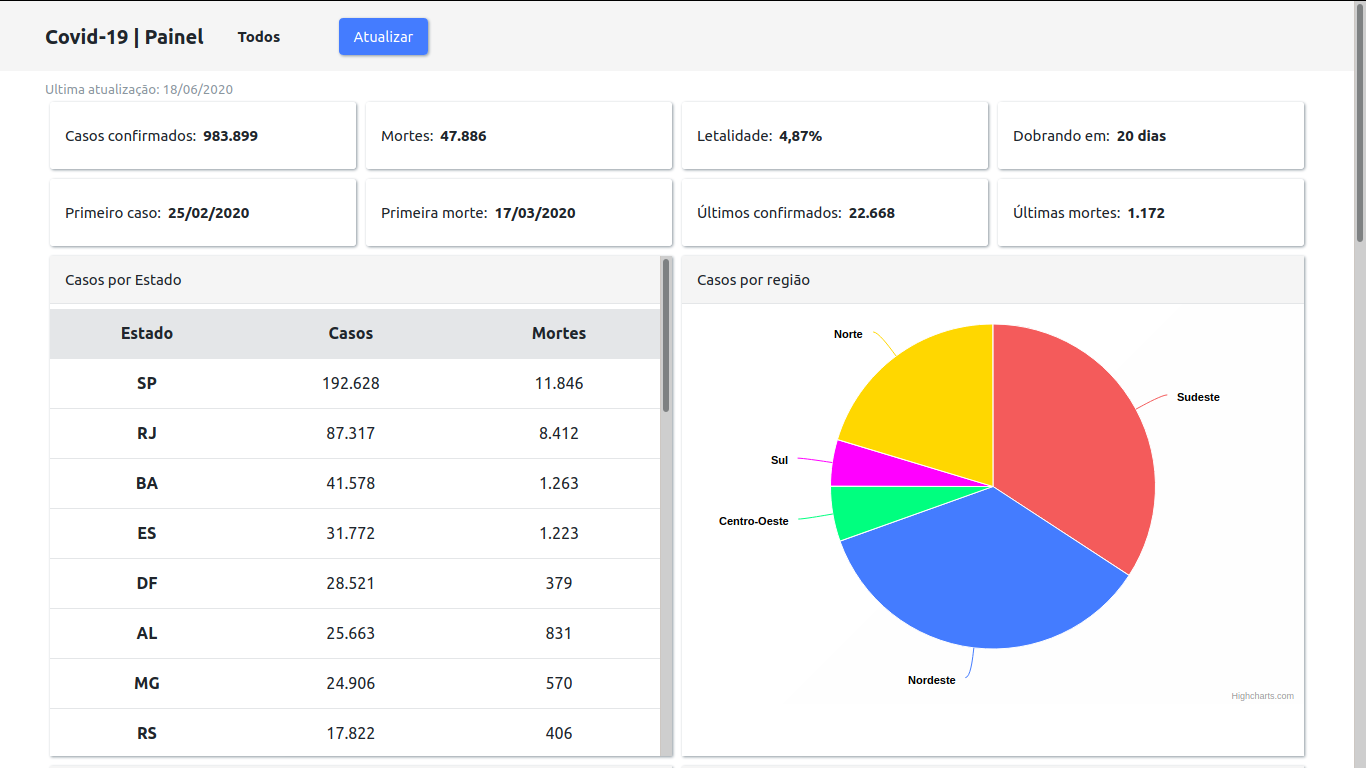 Covid-19 | Painel Todos Atualizar
Ultima atualização: 18/06/2020
Casos confirmados: 983.899 Mortes: 47.886 Letalidade: 4,87% Dobrando em: 20 dias
Primeiro caso: 25/02/2020 Primeira morte: 17/03/2020 Últimos confirmados: 22.668 Últimas mortes: 1.172
Casos por Estado
Estado Casos Mortes
SP 192.628 11.846
RJ 87.317 8.412
BA 41.578 1.263
ES 31.772 1.223
DF 28.521 379
AL 25.663 831
MG 24.906 570
RS 17.822 406
Casos por região
Norte
Sudeste
Sul
Centro-Oeste
Nordeste
Highcharts.com